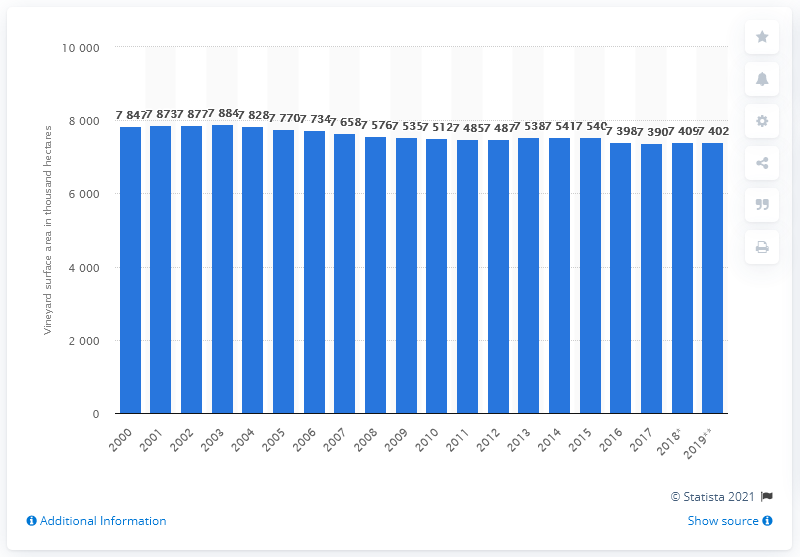 10 000
8 000
6 000
4 000
2 000
0
Vineyard surface area in thousand hectares
7 847 7 873 7 877 7 884 7 828 7 770 7 734 7 658 7 576 7 535 7 512 7 485 7 487 7 538 7 541 7 540 7 398 7 390 7 409 7 402
2000 2001 2002 2003 2004 2005 2006 2007 2008 2009 2010 2011 2012 2013 2014 2015 2016 2017 2018* 2019**
© Statista 2021
Additional Information
Show source